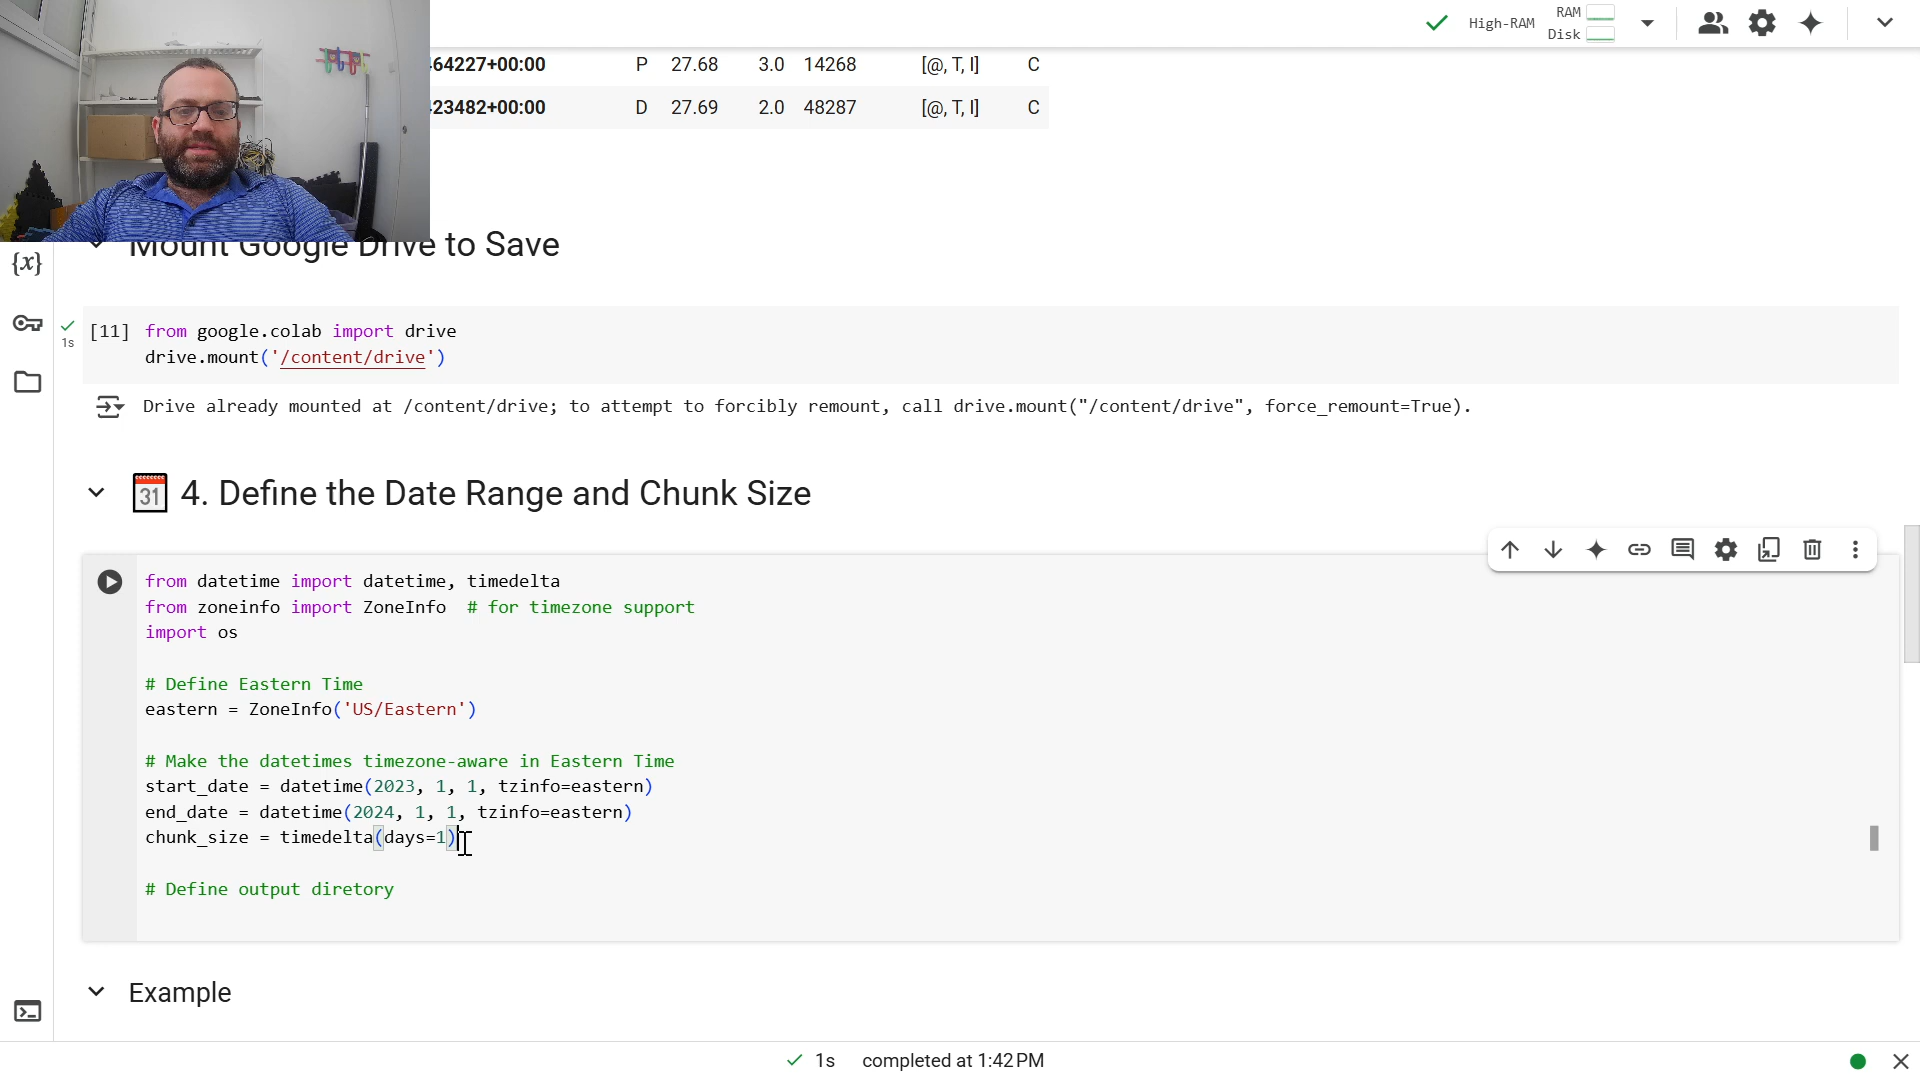 High-RAM
RAM
Disk
64227+00:00 P 27.68 3.0 14268 [@, T, I] C
23482+00:00 D 27.69 2.0 48287 [@, T, I] C
Mount Google Drive to Save
{x}
[11] from google.colab import drive
1s
drive.mount('/content/drive')
Drive already mounted at /content/drive; to attempt to forcibly remount, call drive.mount("/content/drive", force_remount=True).
31 4. Define the Date Range and Chunk Size
from datetime import datetime, timedelta
from zoneinfo import ZoneInfo  # for timezone support
import os
# Define Eastern Time
eastern = ZoneInfo('US/Eastern')
# Make the datetimes timezone-aware in Eastern Time
start_date = datetime(2023, 1, 1, tzinfo=eastern)
end_date = datetime(2024, 1, 1, tzinfo=eastern)
chunk_size = timedelta(days=1)
# Define output diretory
Example
1s completed at 1:42 PM